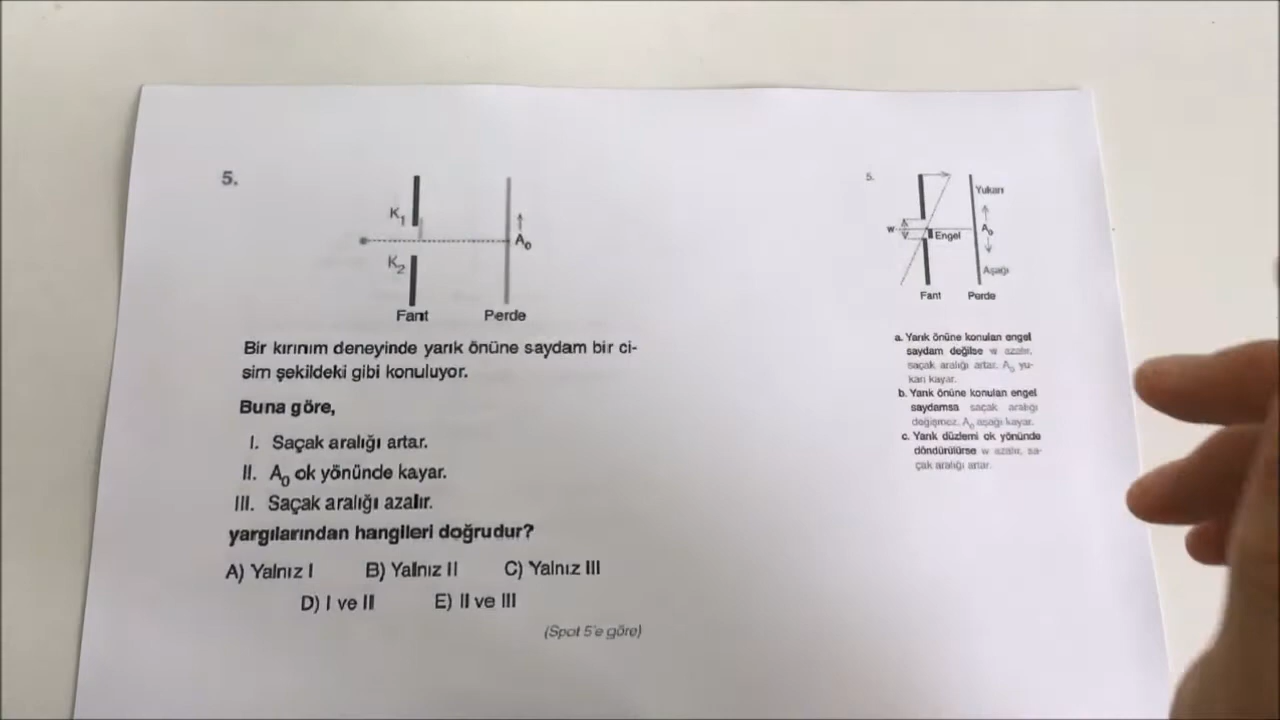 5.
K₁
A₀
K₂
Fant Perde
Bir kırınım deneyinde yarık önüne saydam bir ci-
sim şekildeki gibi konuluyor.
Buna göre,
I. Saçak aralığı artar.
II. A₀ ok yönünde kayar.
III. Saçak aralığı azalır.
yargılarından hangileri doğrudur?
A) Yalnız I B) Yalnız II C) Yalnız III
D) I ve II E) II ve III
(Spot 5'e göre)
5.
Yukarı
w Engel A₀
Aşağı
Fant Perde
a. Yarık önüne konulan engel
saydam değilse w azalır,
saçak aralığı artar. A₀ yu-
karı kayar.
b. Yarık önüne konulan engel
saydamsa saçak aralığı
değişmez. A₀ aşağı kayar.
c. Yarık düzlemi ok yönünde
döndürülürse w azalır, sa-
çak aralığı artar.